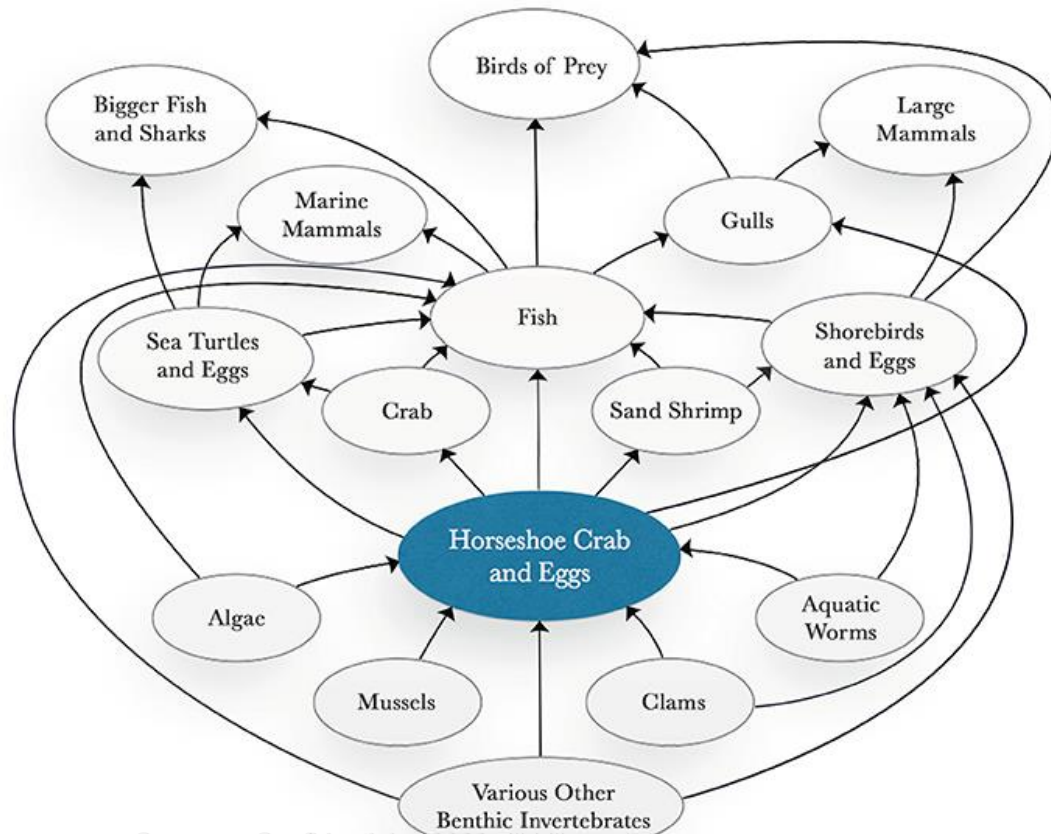 Birds of Prey
Bigger Fish
and Sharks
Large
Mammals
Marine
Mammals
Gulls
Fish
Sea Turtles
and Eggs
Shorebirds
and Eggs
Crab
Sand Shrimp
Horseshoe Crab
and Eggs
Algae
Aquatic
Worms
Mussels
Clams
Various Other
Benthic Invertebrates